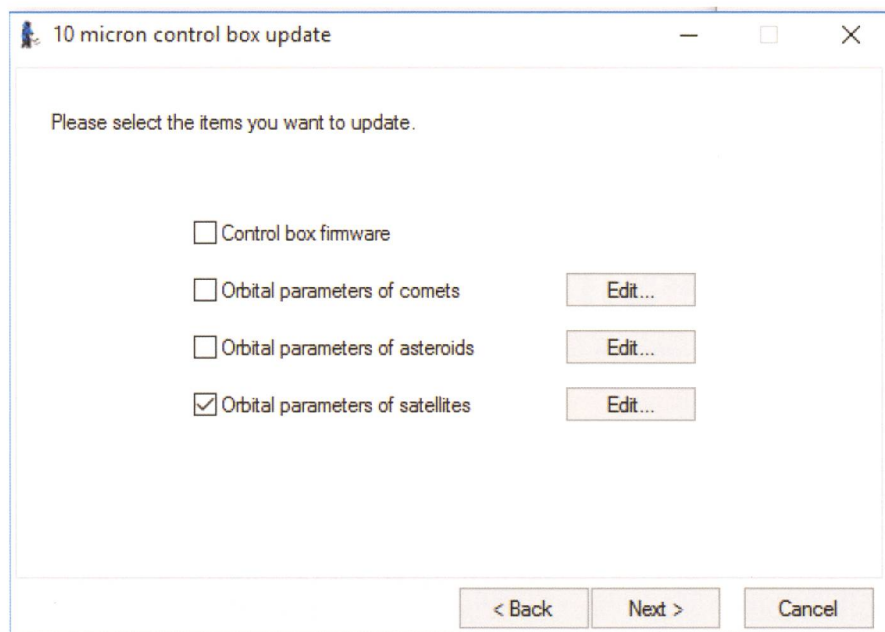 10 micron control box update
Please select the items you want to update.
Control box firmware
Orbital parameters of comets Edit...
Orbital parameters of asteroids Edit...
Orbital parameters of satellites Edit...
< Back Next > Cancel